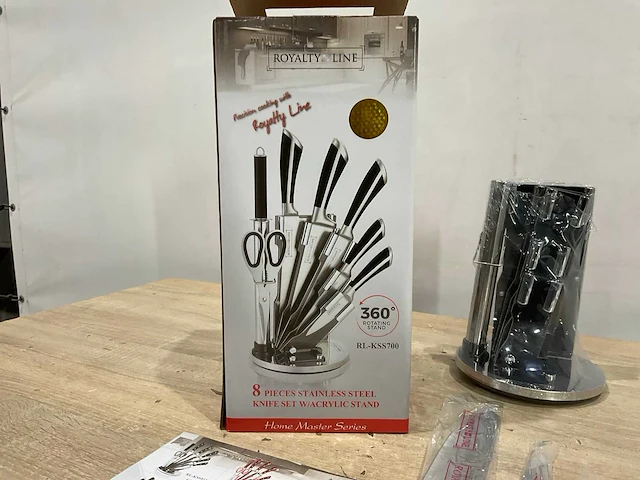 ROYALTY LINE
Precision cooking with
Royalty Line
360°
ROTATING
STAND
RL-KSS700
8 PIECES STAINLESS STEEL
KNIFE SET W/ACRYLIC STAND
Home Master Series